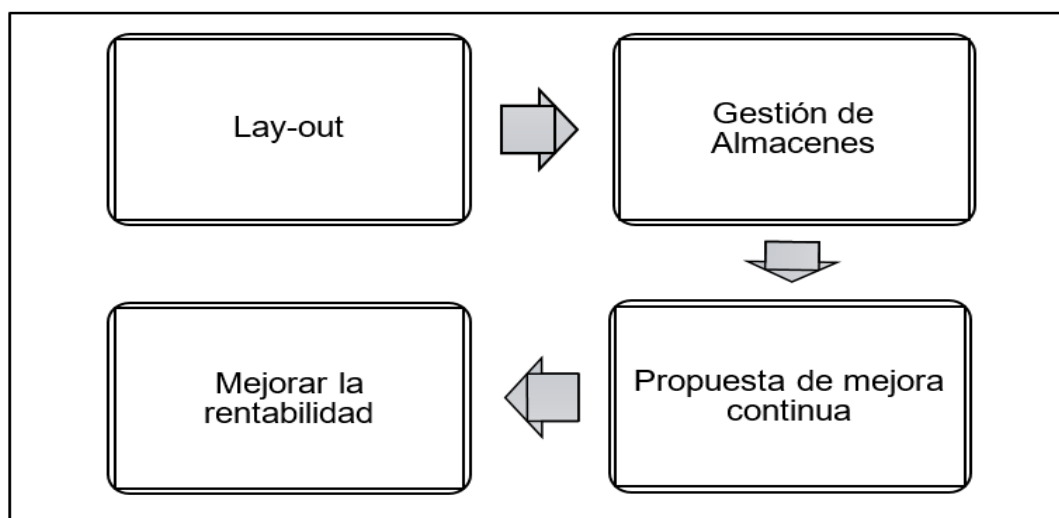 Lay-out
Gestión de
Almacenes
Propuesta de mejora
continua
Mejorar la
rentabilidad